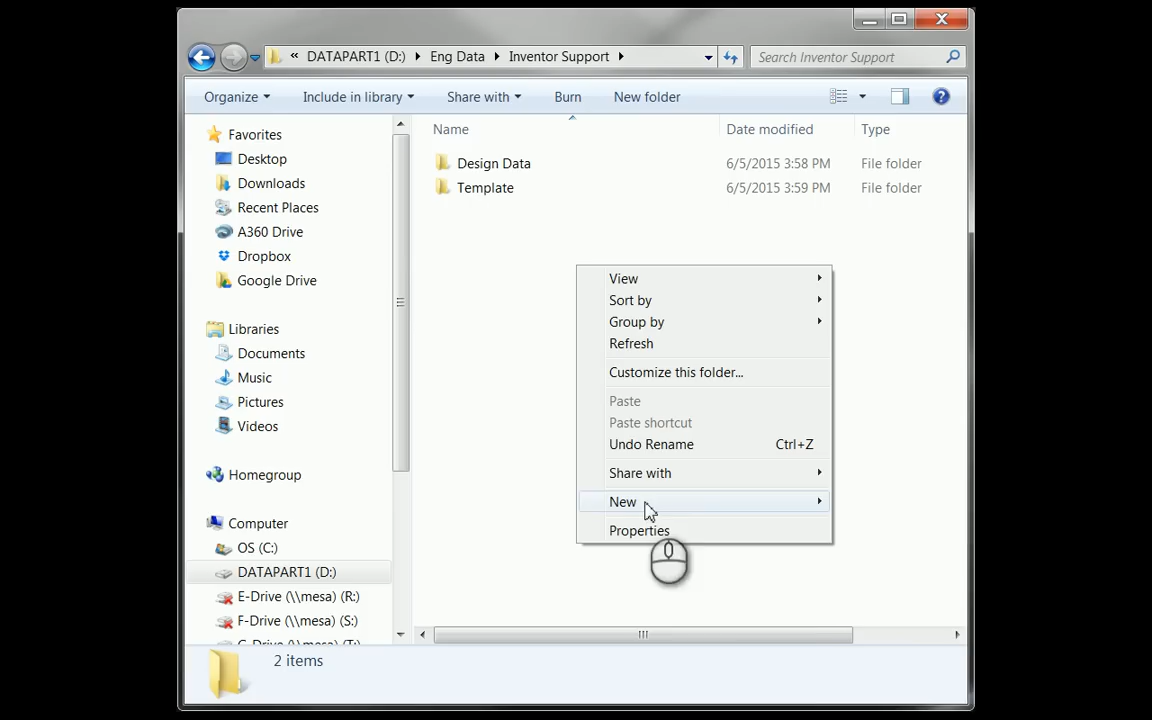 « DATAPART1 (D:) Eng Data Inventor Support
Search Inventor Support
Organize Include in library Share with Burn New folder
Name Date modified Type
Design Data 6/5/2015 3:58 PM File folder
Template 6/5/2015 3:59 PM File folder
Favorites
Desktop
Downloads
Recent Places
A360 Drive
Dropbox
Google Drive
Libraries
Documents
Music
Pictures
Videos
Homegroup
Computer
OS (C:)
DATAPART1 (D:)
E-Drive (\\mesa) (R:)
F-Drive (\\mesa) (S:)
G-Drive (\\mesa) (T:)
View
Sort by
Group by
Refresh
Customize this folder...
Paste
Paste shortcut
Undo Rename Ctrl+Z
Share with
New
Properties
2 items